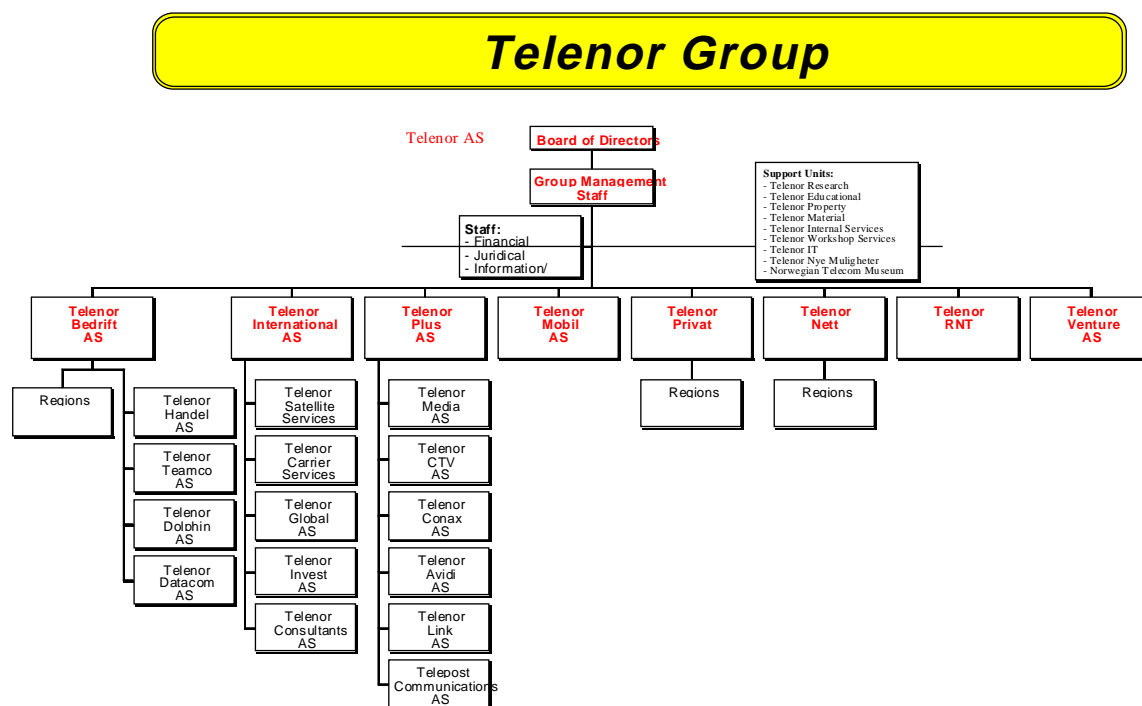 Telenor Group
Telenor AS
Board of Directors
Group Management
Staff
Support Units:
- Telenor Research
- Telenor Educational
- Telenor Property
- Telenor Material
- Telenor Internal Services
- Telenor Workshop Services
- Telenor IT
- Telenor Nye Muligheter
- Norwegian Telecom Museum
Staff:
- Financial
- Juridical
- Information/
Telenor
Bedrift
AS
Telenor
International
AS
Telenor
Plus
AS
Telenor
Mobil
AS
Telenor
Privat
Telenor
Nett
Telenor
RNT
Telenor
Venture
AS
Regions
Telenor
Handel
AS
Telenor
Teamco
AS
Telenor
Dolphin
AS
Telenor
Datacom
AS
Telenor
Satellite
Services
Telenor
Carrier
Services
Telenor
Global
AS
Telenor
Invest
AS
Telenor
Consultants
AS
Telenor
Media
AS
Telenor
CTV
AS
Telenor
Conax
AS
Telenor
Avidi
AS
Telenor
Link
AS
Telepost
Communications
AS
Regions
Regions